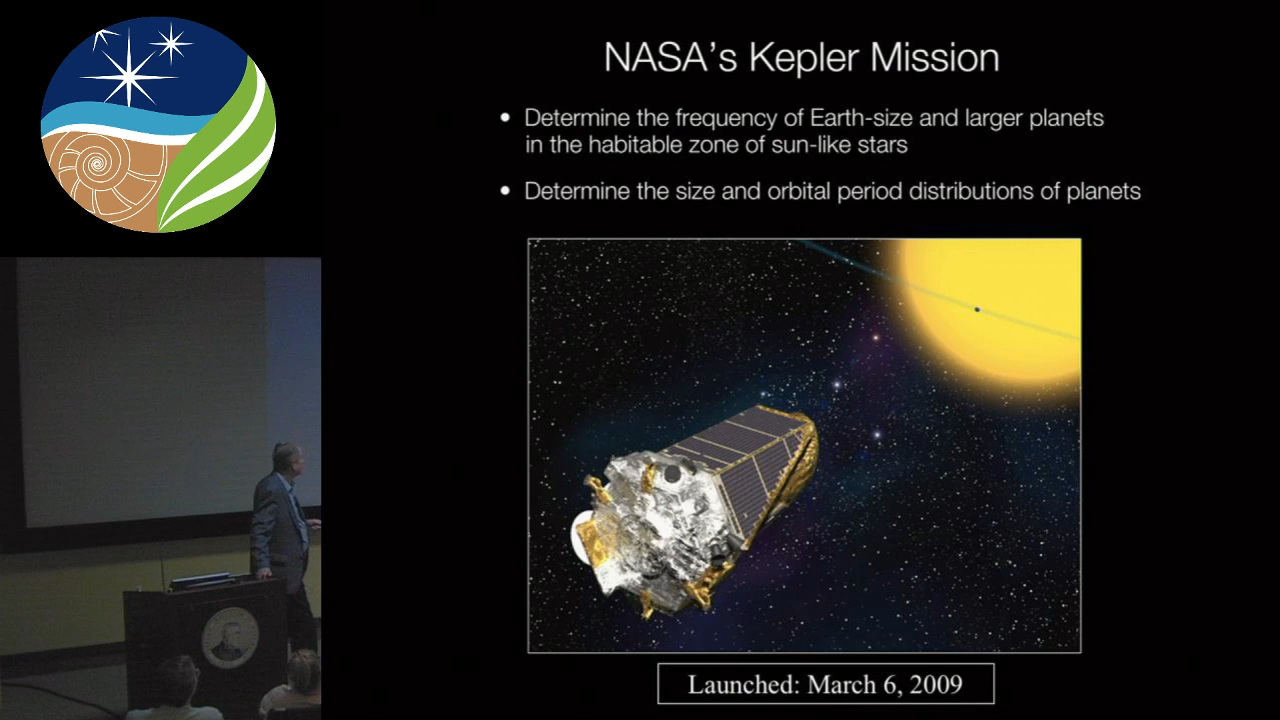 NASA's Kepler Mission
• Determine the frequency of Earth-size and larger planets
in the habitable zone of sun-like stars
• Determine the size and orbital period distributions of planets
Launched: March 6, 2009